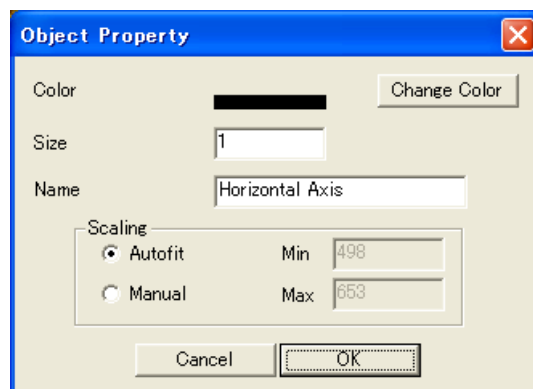 Object Property
Color Change Color
Size 1
Name Horizontal Axis
Scaling
Autofit Min 498
Manual Max 653
Cancel OK